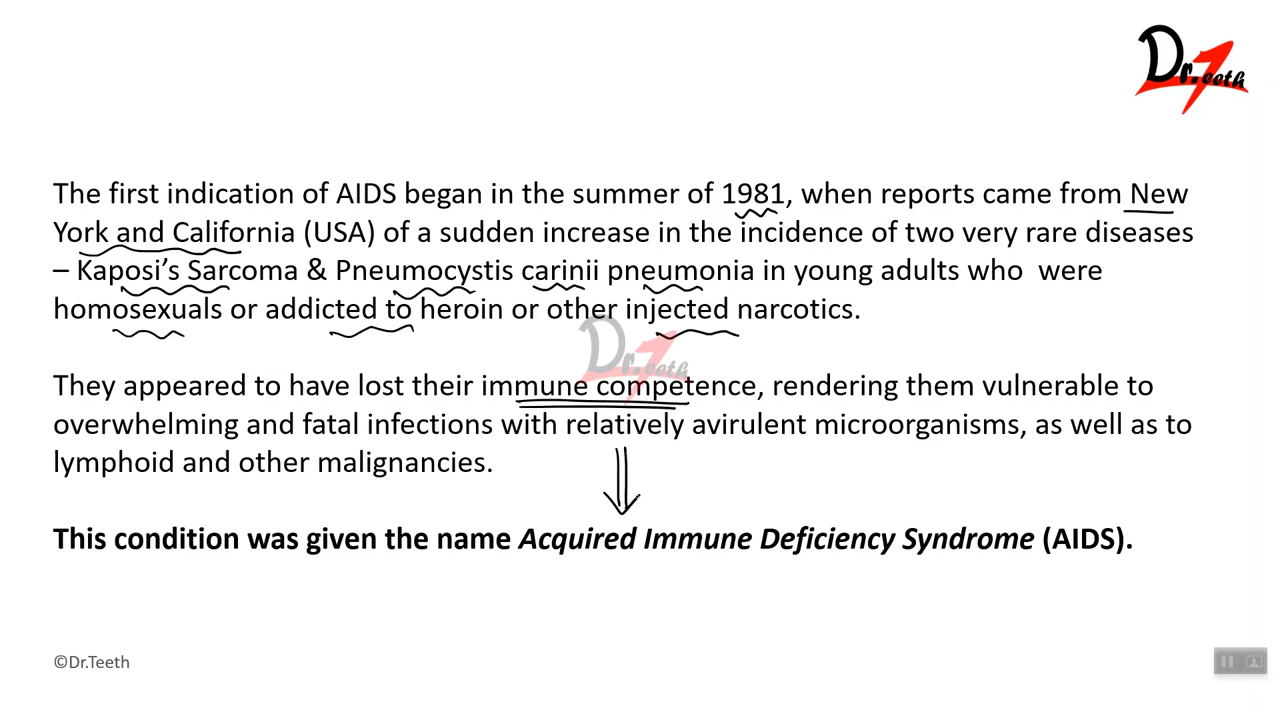 Dr.Teeth
The first indication of AIDS began in the summer of 1981, when reports came from New
York and California (USA) of a sudden increase in the incidence of two very rare diseases
– Kaposi's Sarcoma & Pneumocystis carinii pneumonia in young adults who were
homosexuals or addicted to heroin or other injected narcotics.
Dr.Teeth
They appeared to have lost their immune competence, rendering them vulnerable to
overwhelming and fatal infections with relatively avirulent microorganisms, as well as to
lymphoid and other malignancies.
This condition was given the name Acquired Immune Deficiency Syndrome (AIDS).
©Dr.Teeth